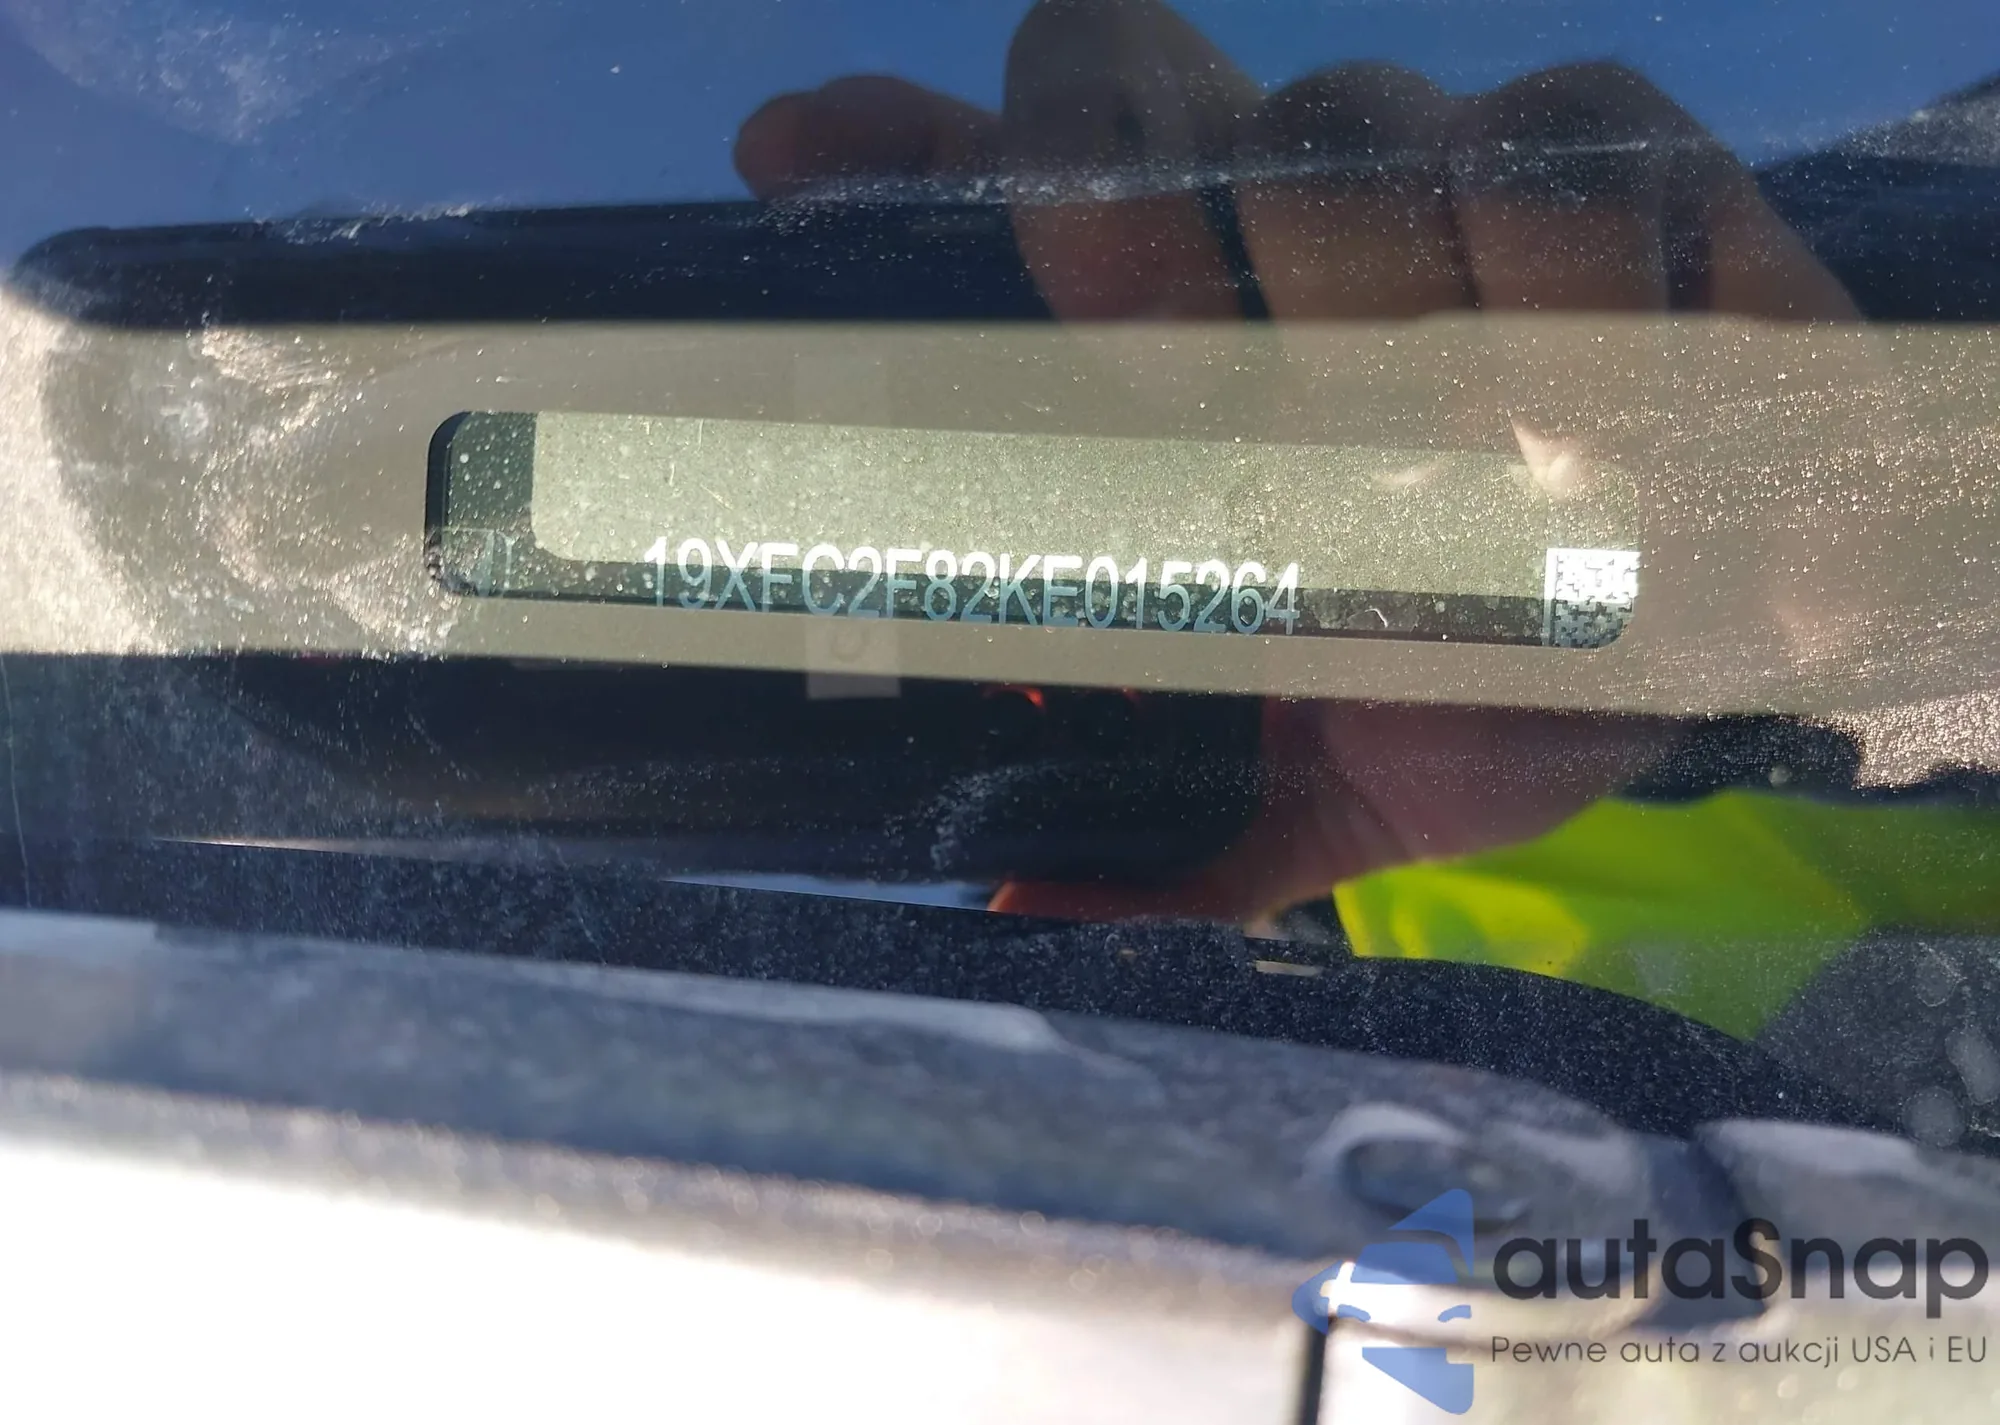 19XFC2F82KE015264
autaSnap
Pewne auta z aukcji USA i EU